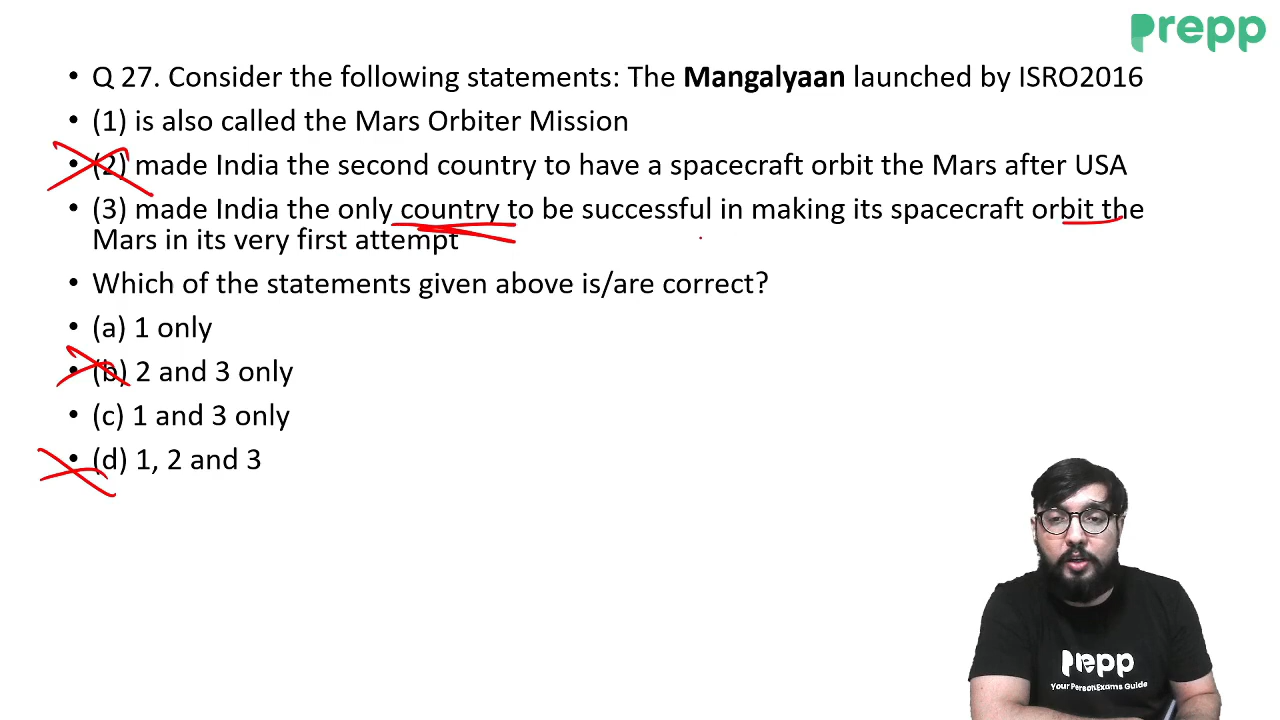 prepp
• Q 27. Consider the following statements: The Mangalyaan launched by ISRO2016
• (1) is also called the Mars Orbiter Mission
• (2) made India the second country to have a spacecraft orbit the Mars after USA
• (3) made India the only country to be successful in making its spacecraft orbit the
Mars in its very first attempt
• Which of the statements given above is/are correct?
• (a) 1 only
• (b) 2 and 3 only
• (c) 1 and 3 only
• (d) 1, 2 and 3
prepp
Your Personal Exams Guide